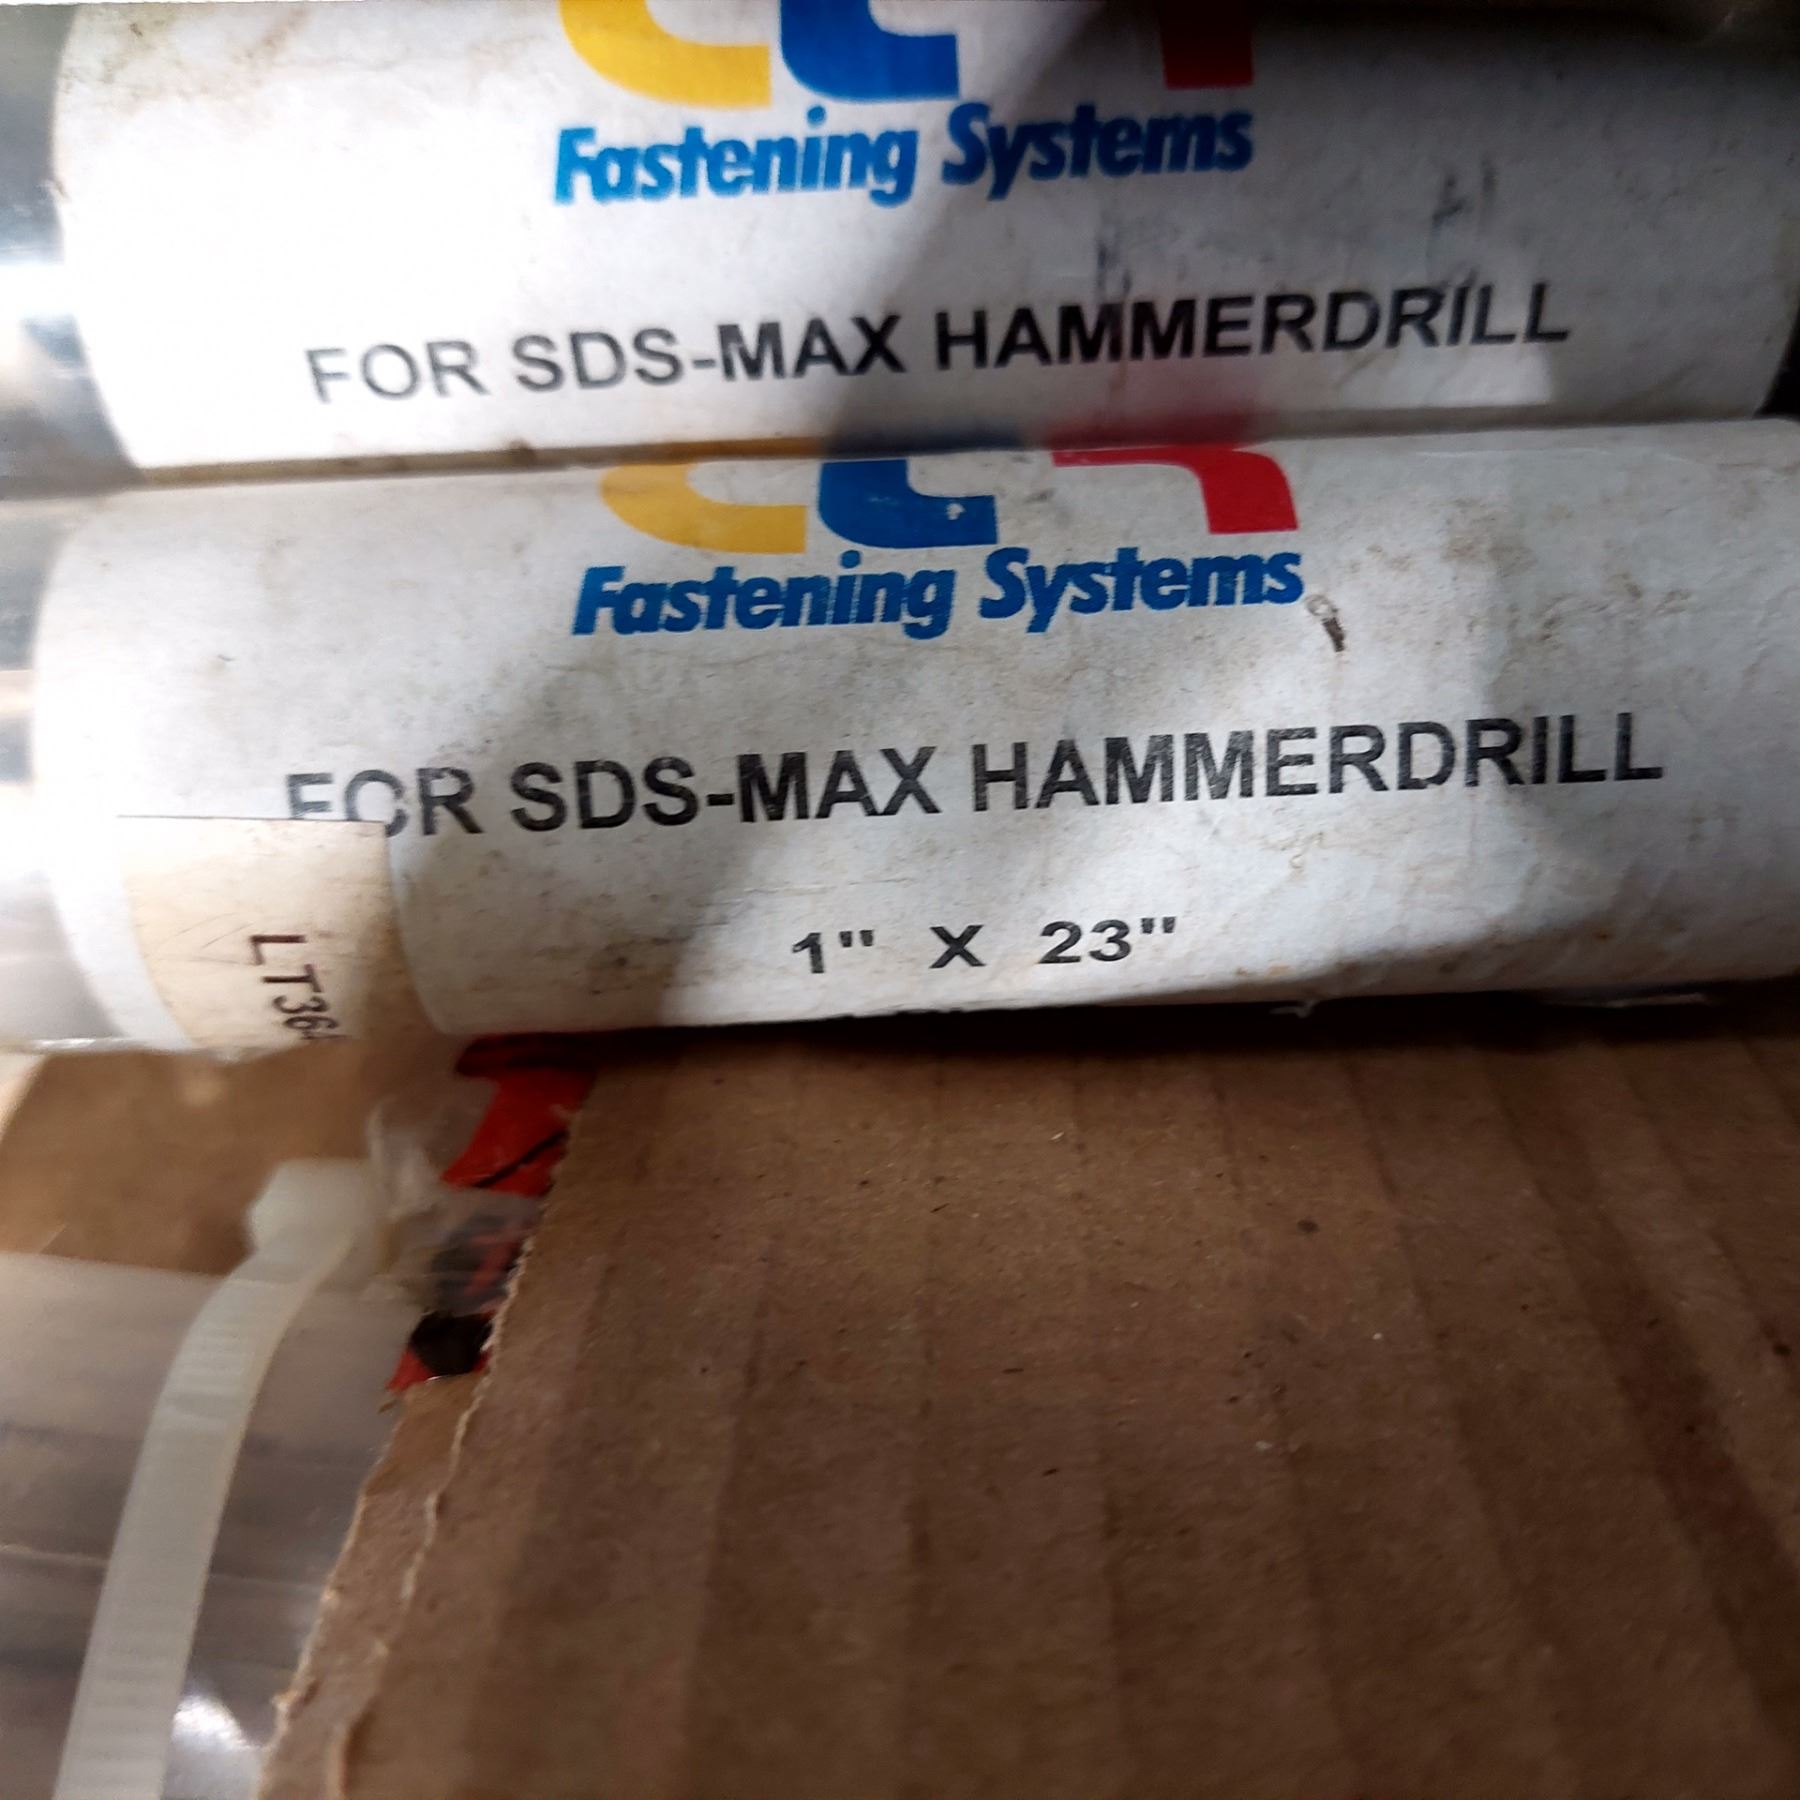 Fastening Systems
FOR SDS-MAX HAMMERDRILL
Fastening Systems
FOR SDS-MAX HAMMERDRILL
1" X 23"